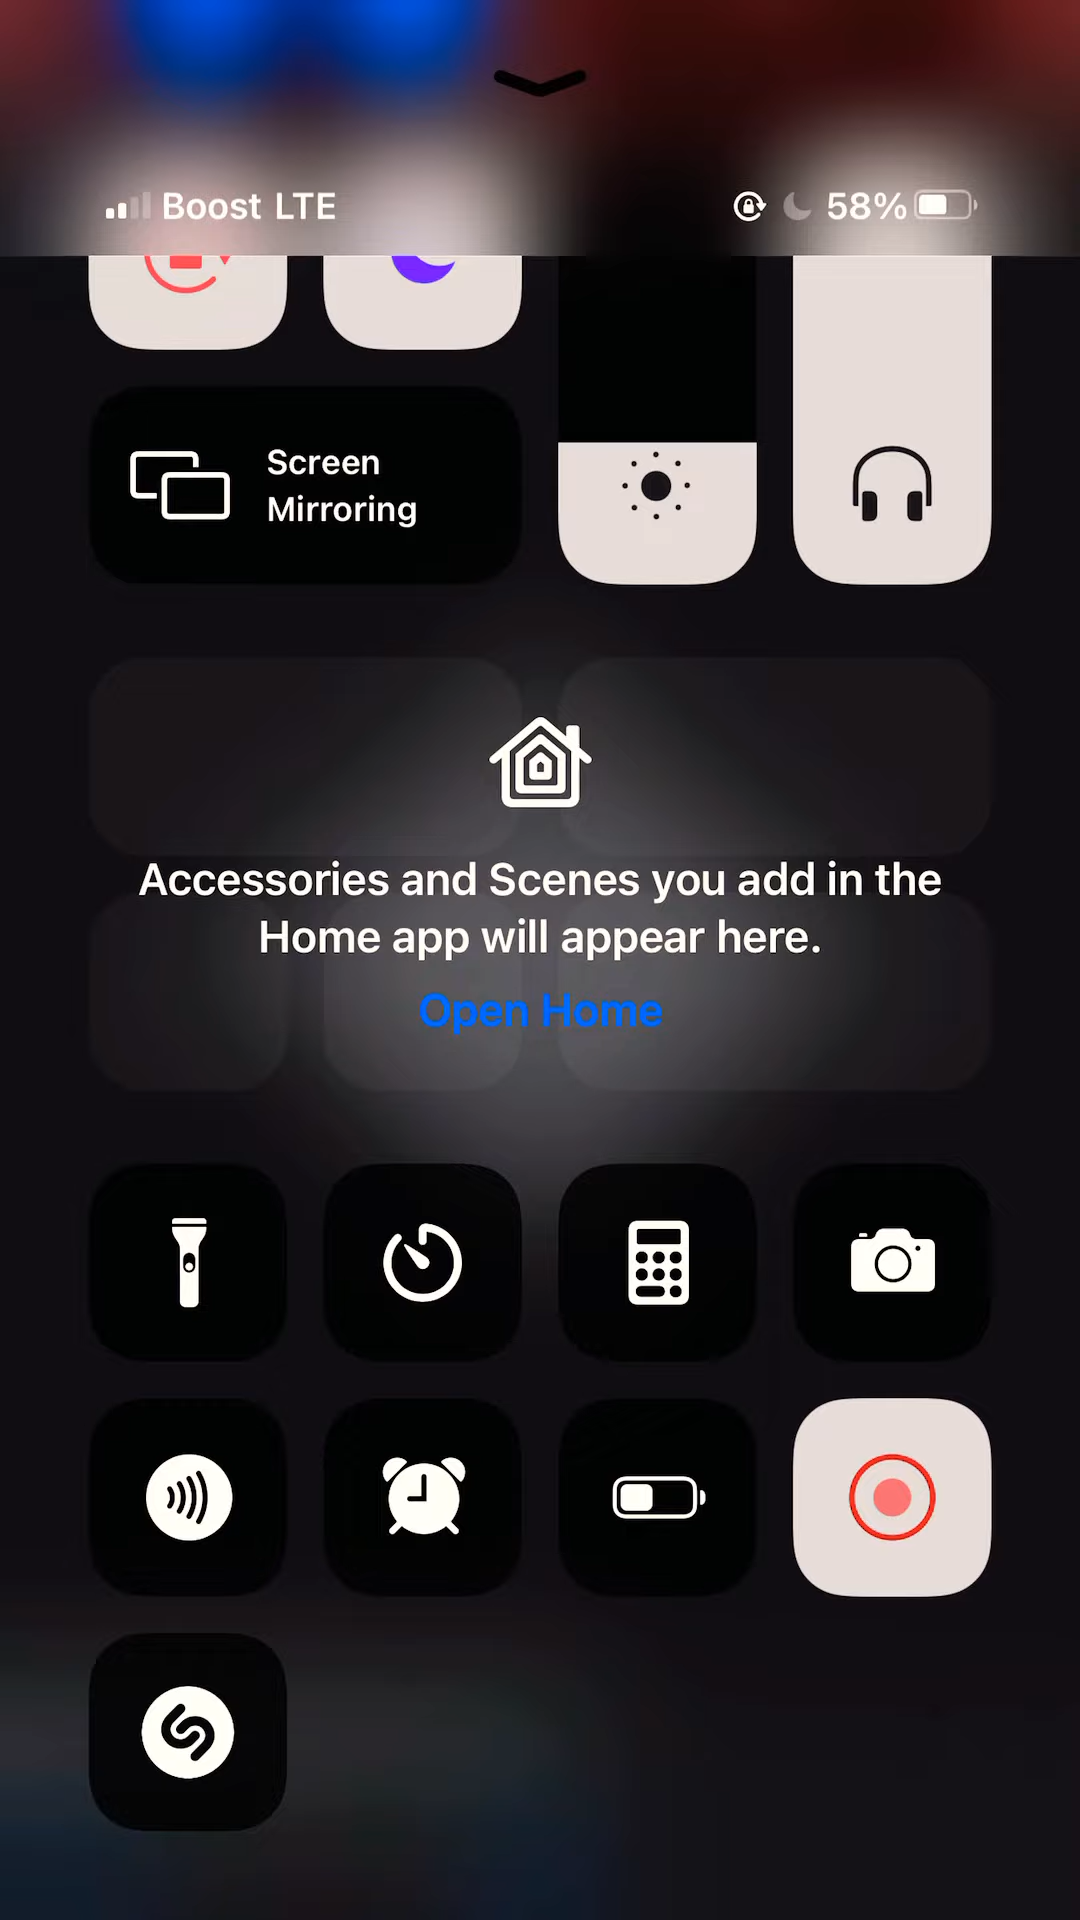 Boost LTE 58%
Screen
Mirroring
Accessories and Scenes you add in the
Home app will appear here.
Open Home